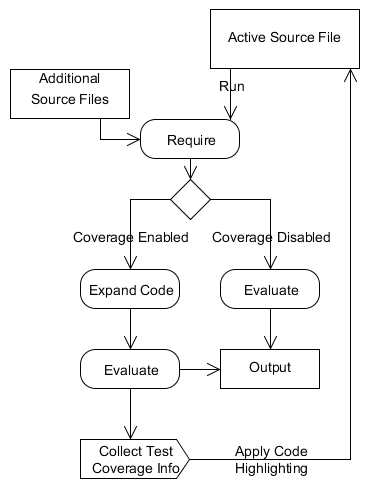 Active Source File
Additional
Source Files
Run
Require
Coverage Enabled
Coverage Disabled
Expand Code
Evaluate
Evaluate
Output
Collect Test
Coverage Info
Apply Code
Highlighting